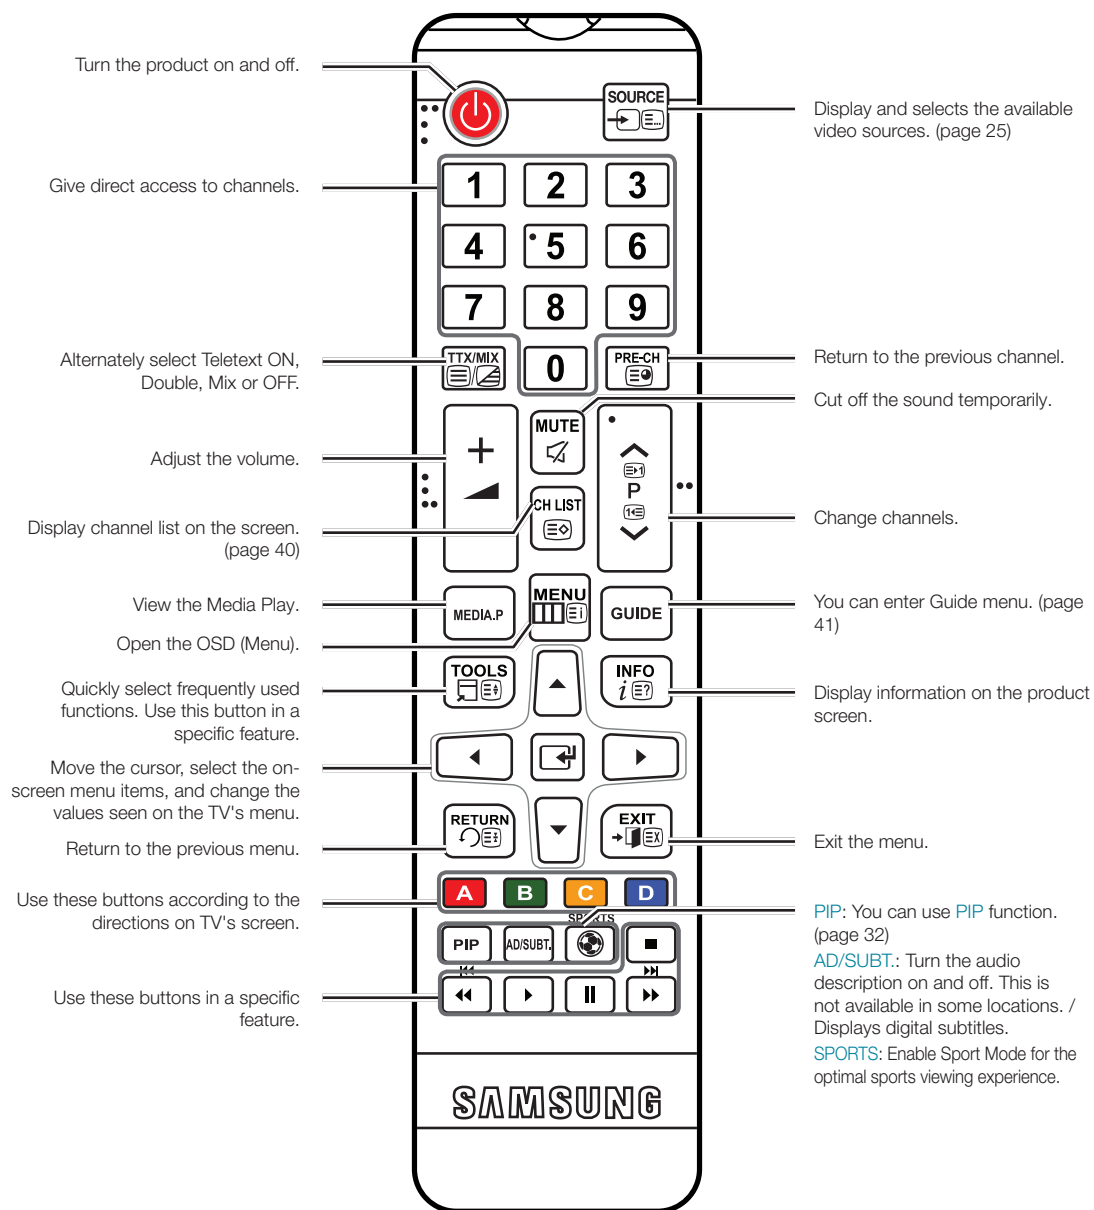 Turn the product on and off.
SOURCE
Display and selects the available
video sources. (page 25)
Give direct access to channels.
1 2 3
4 5 6
7 8 9
0
TTX/MIX
PRE-CH
Alternately select Teletext ON,
Double, Mix or OFF.
Return to the previous channel.
Cut off the sound temporarily.
MUTE
+
Adjust the volume.
P
CH LIST
Display channel list on the screen.
(page 40)
Change channels.
View the Media Play.
MEDIA.P
MENU
GUIDE
You can enter Guide menu. (page
41)
Open the OSD (Menu).
TOOLS
INFO
Quickly select frequently used
functions. Use this button in a
specific feature.
Display information on the product
screen.
Move the cursor, select the on-
screen menu items, and change the
values seen on the TV's menu.
RETURN
EXIT
Return to the previous menu.
Exit the menu.
Use these buttons according to the
directions on TV's screen.
A B C D
SPORTS
PIP AD/SUBT.
Use these buttons in a specific
feature.
PIP: You can use PIP function.
(page 32)
AD/SUBT.: Turn the audio
description on and off. This is
not available in some locations. /
Displays digital subtitles.
SPORTS: Enable Sport Mode for the
optimal sports viewing experience.
SAMSUNG